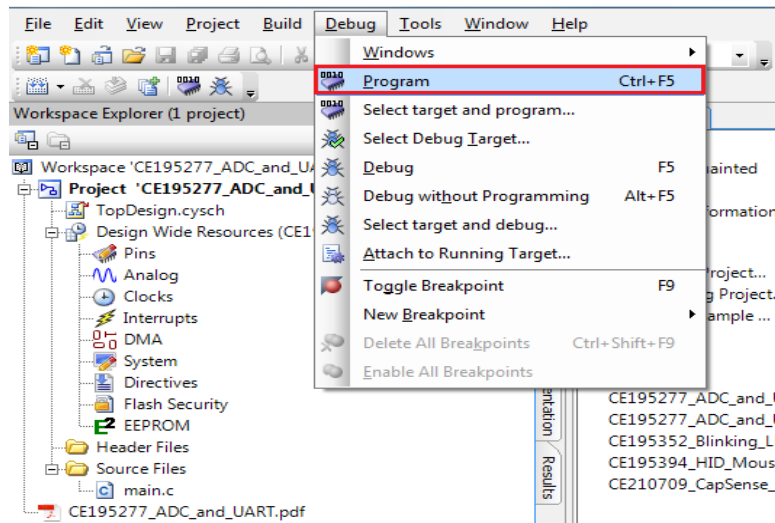 File Edit View Project Build Debug Tools Window Help
Workspace Explorer (1 project)
Workspace 'CE195277_ADC_and_UA
Project 'CE195277_ADC_and_U
TopDesign.cysch
Design Wide Resources (CE1
Pins
Analog
Clocks
Interrupts
DMA
System
Directives
Flash Security
EEPROM
Header Files
Source Files
main.c
CE195277_ADC_and_UART.pdf
Windows
Program Ctrl+F5
Select target and program...
Select Debug Target...
Debug F5
Debug without Programming Alt+F5
Select target and debug...
Attach to Running Target...
Toggle Breakpoint F9
New Breakpoint
Delete All Breakpoints Ctrl+Shift+F9
Enable All Breakpoints
ainted
ormation
roject...
g Project.
ample ...
entation
Results
CE195277_ADC_and_U
CE195277_ADC_and_U
CE195352_Blinking_L
CE195394_HID_Mous
CE210709_CapSense_